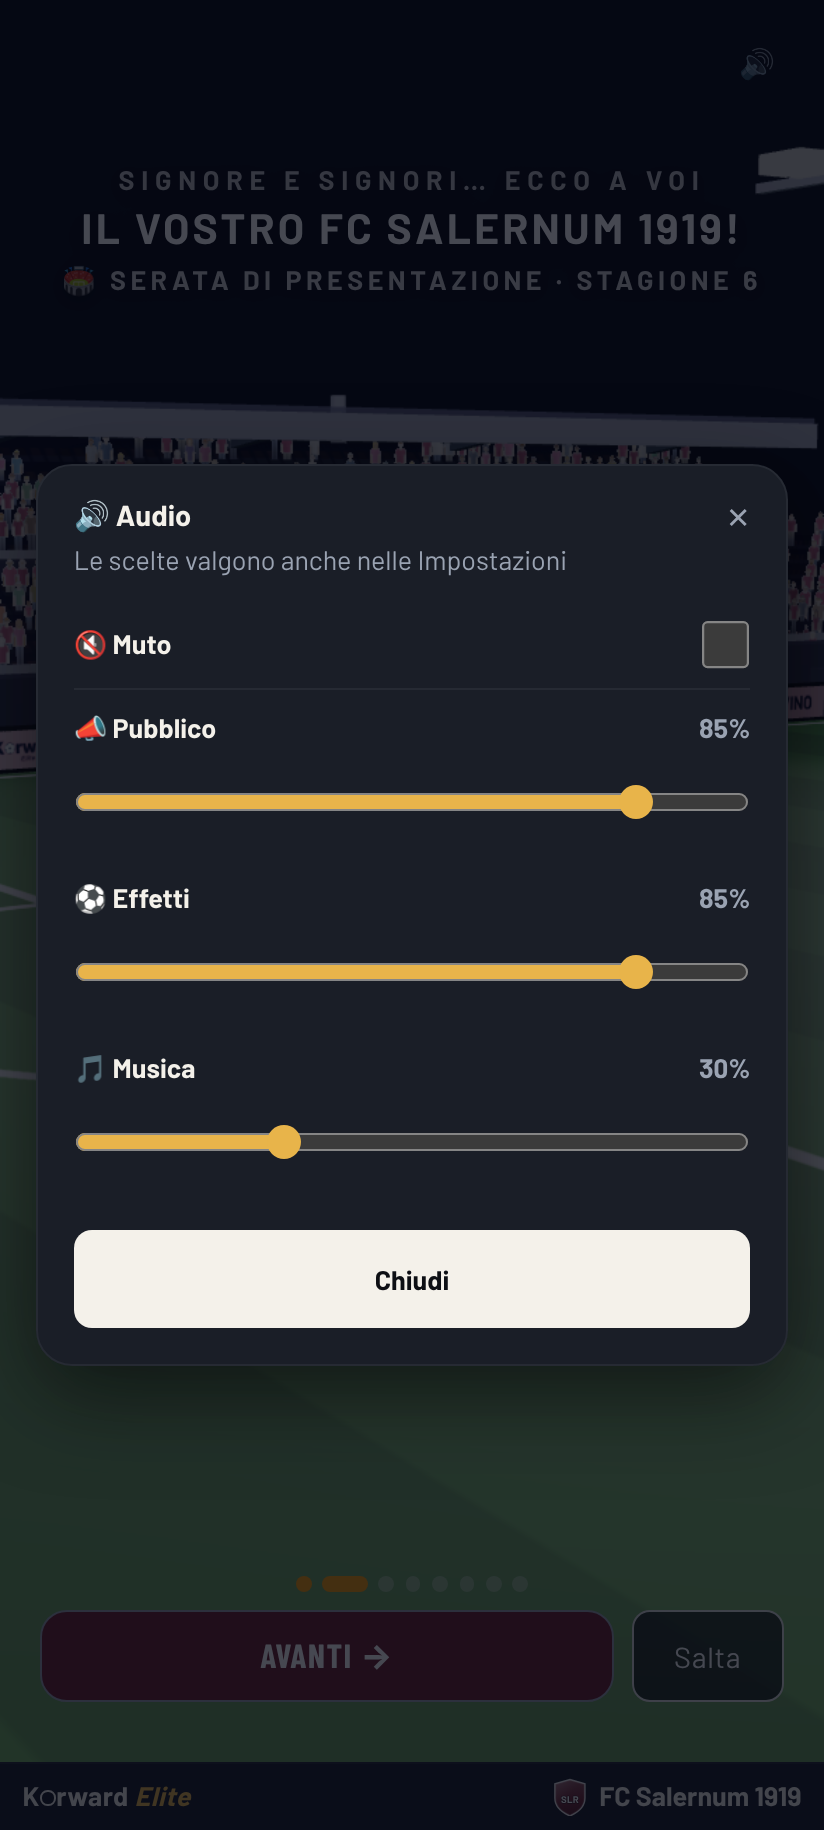 SIGNORE E SIGNORI... ECCO A VOI
IL VOSTRO FC SALERNUM 1919!
SERATA DI PRESENTAZIONE · STAGIONE 6
Audio
Le scelte valgono anche nelle Impostazioni
Muto
Pubblico 85%
Effetti 85%
Musica 30%
Chiudi
AVANTI →
Salta
Korward Elite
SLR
FC Salernum 1919